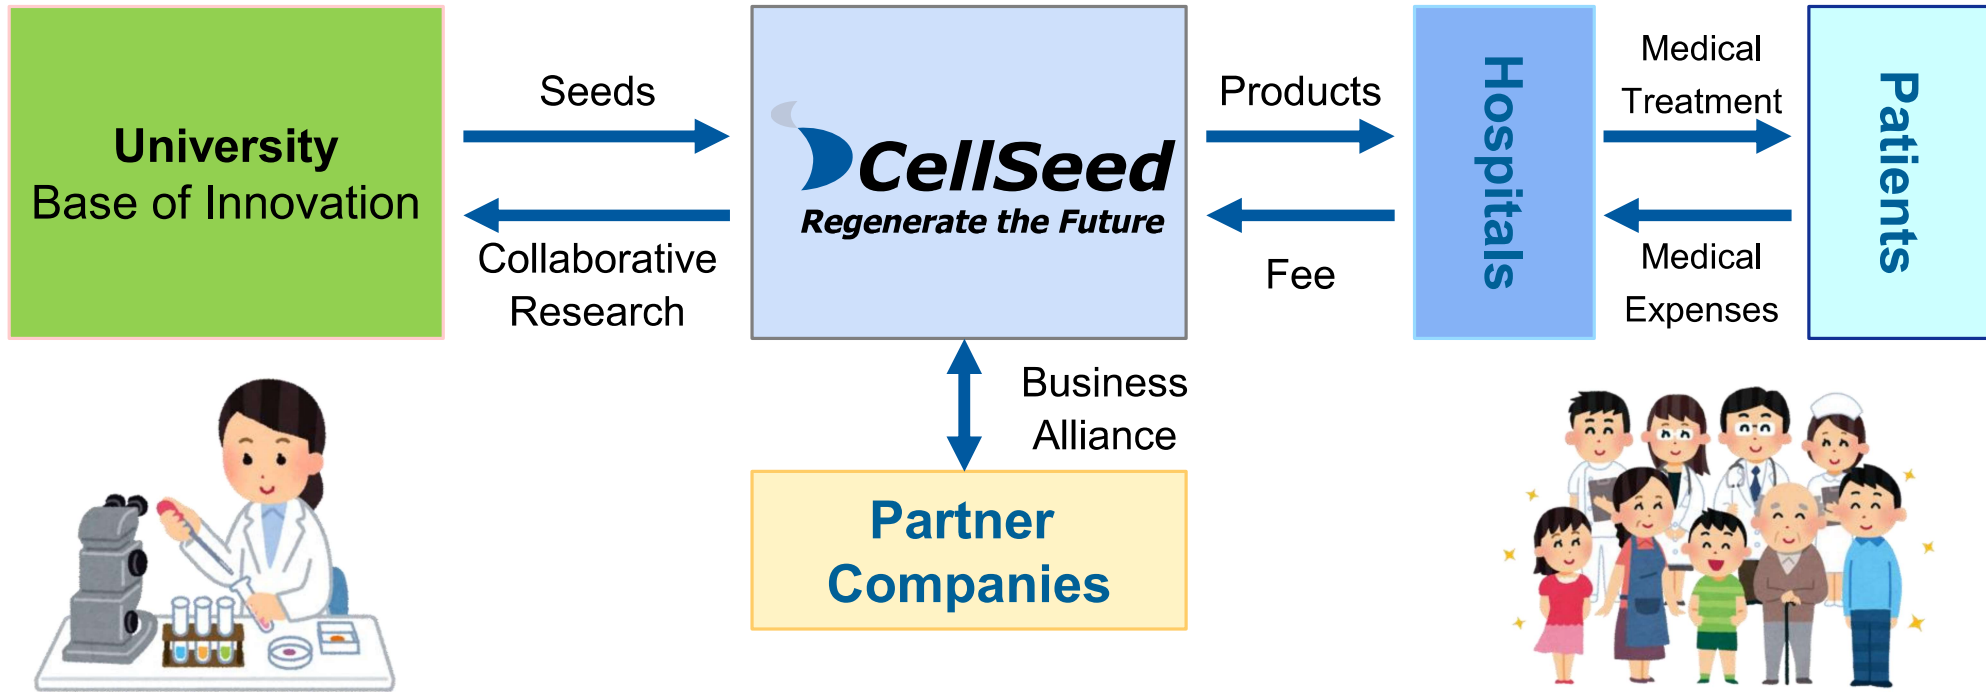 University
Base of Innovation
Seeds
Collaborative
Research
CellSeed
Regenerate the Future
Products
Fee
Hospitals
Medical
Treatment
Medical
Expenses
Patients
Business
Alliance
Partner
Companies